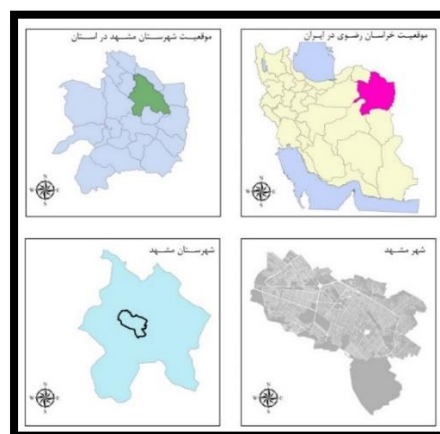 موقعیت خراسان رضوی در ایران
موقعیت شهرستان مشهد در استان
شهر مشهد
شهرستان مشهد
N
W E
S
N
W E
S
N
W E
S
N
W E
S